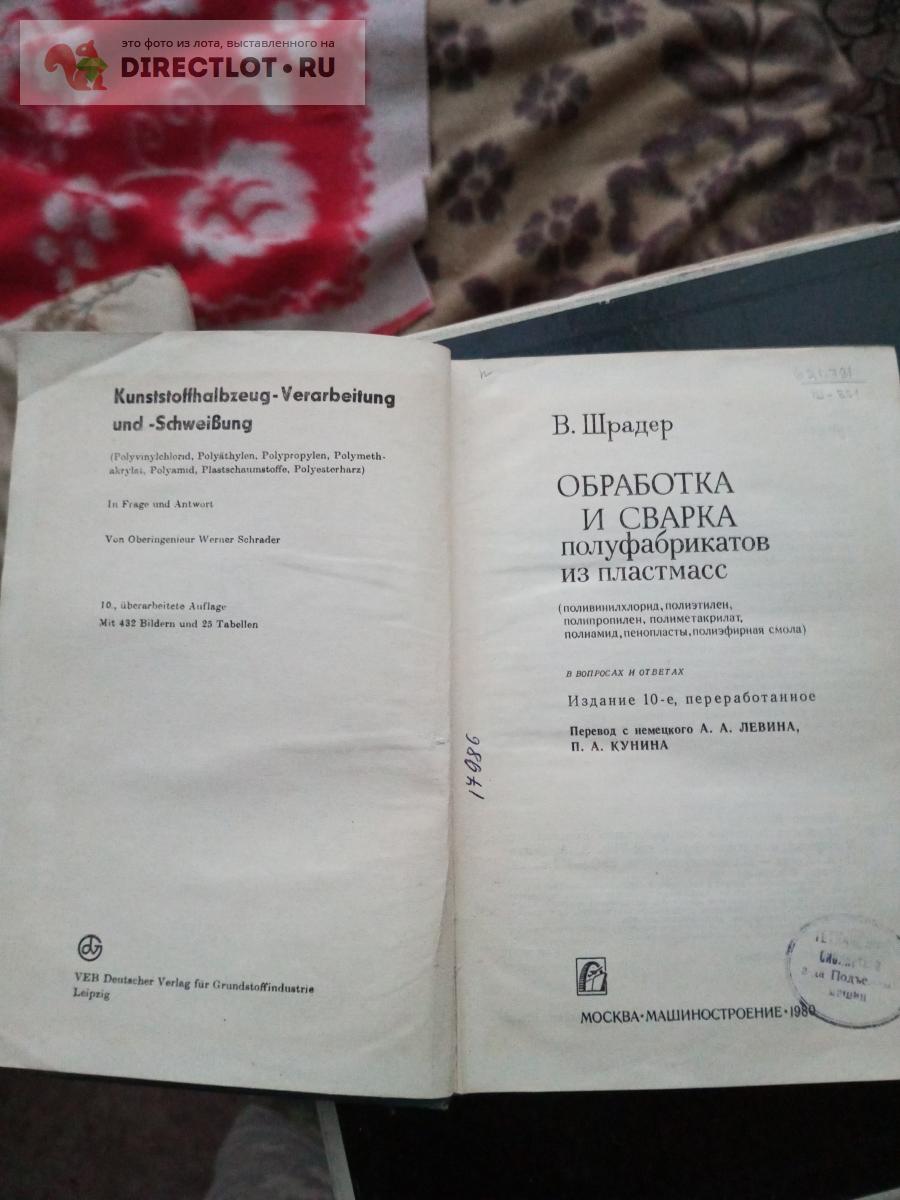 это фото из лота, выставленного на
DIRECTLOT.RU
Kunststoffhalbzeug-Verarbeitung
und -Schweißung
(Polyvinylchlorid, Polyäthylen, Polypropylen, Polymeth-
akrylat, Polyamid, Plastschaumstoffe, Polyesterharz)
In Frage und Antwort
Von Oberingenieur Werner Schrader
10., überarbeitete Auflage
Mit 432 Bildern und 25 Tabellen
VEB Deutscher Verlag für Grundstoffindustrie
Leipzig
17986
621.791
В. Шрадер
ОБРАБОТКА
И СВАРКА
полуфабрикатов
из пластмасс
(поливинилхлорид, полиэтилен,
полипропилен, полиметакрилат,
полиамид, пенопласты, полиэфирная смола)
В ВОПРОСАХ И ОТВЕТАХ
Издание 10-е, переработанное
Перевод с немецкого А. А. ЛЕВИНА,
П. А. КУНИНА
МОСКВА·МАШИНОСТРОЕНИЕ·1980